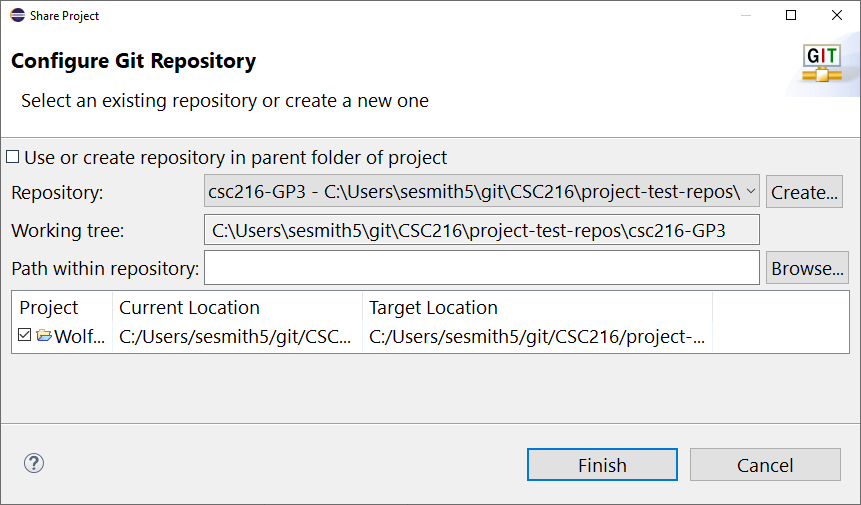 Share Project
Configure Git Repository
GIT
Select an existing repository or create a new one
Use or create repository in parent folder of project
Repository: csc216-GP3 - C:\Users\sesmith5\git\CSC216\project-test-repos\ Create...
Working tree: C:\Users\sesmith5\git\CSC216\project-test-repos\csc216-GP3
Path within repository: Browse...
Project Current Location Target Location
Wolf... C:/Users/sesmith5/git/CSC... C:/Users/sesmith5/git/CSC216/project-...
? Finish Cancel